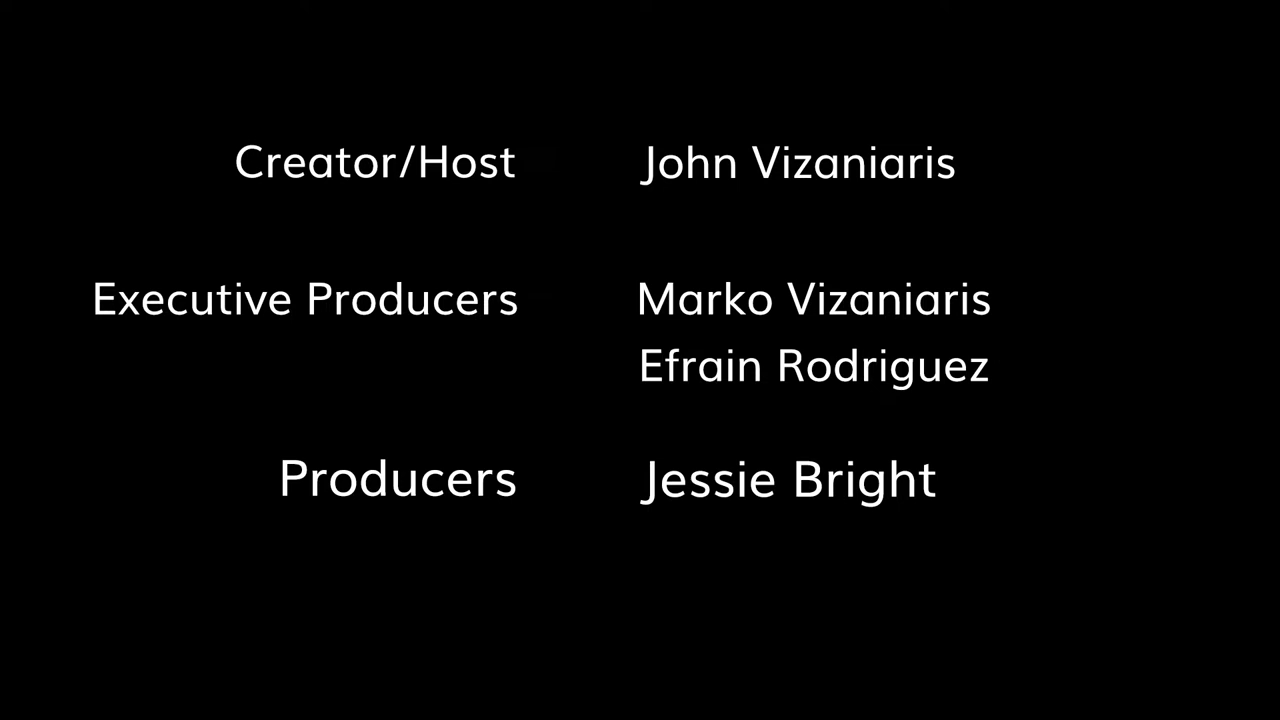 Creator/Host John Vizaniaris
Executive Producers Marko Vizaniaris
Efrain Rodriguez
Producers Jessie Bright